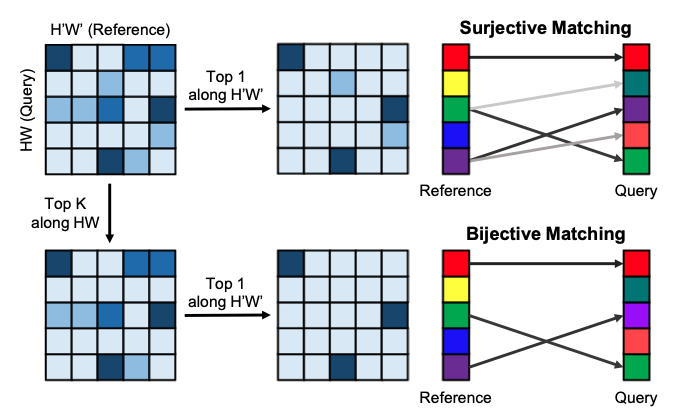 H'W' (Reference)
HW (Query)
Top 1
along H'W'
Surjective Matching
Reference
Query
Top K
along HW
Top 1
along H'W'
Bijective Matching
Reference
Query